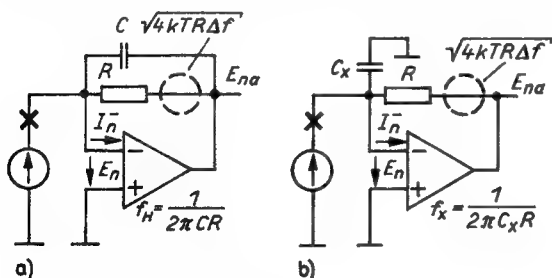 C
√4kTRΔf
R
E_na
I_n^-
E_n
−
+
f_H = 1/(2πCR)
a)
C_x
√4kTRΔf
R
E_na
I_n^-
E_n
−
+
f_x = 1/(2πC_xR)
b)